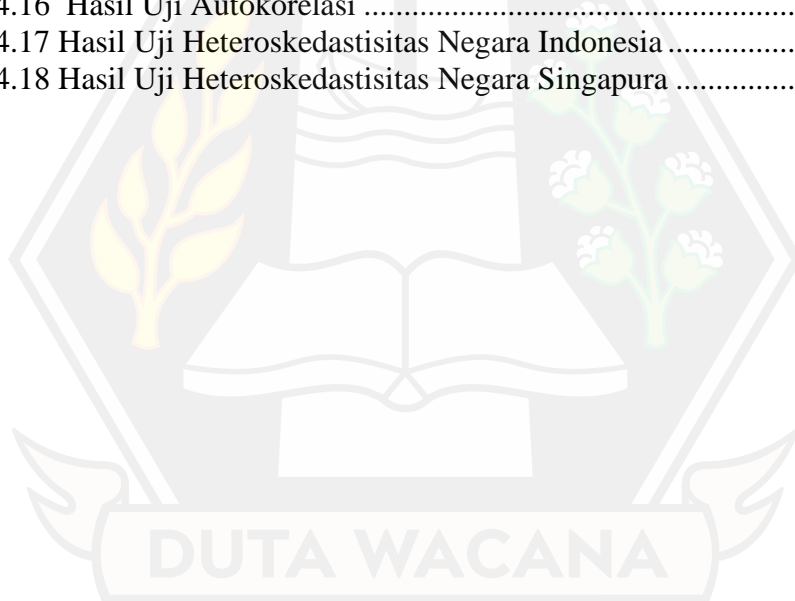 4.16  Hasil Uji Autokorelasi ......................................................
4.17 Hasil Uji Heteroskedastisitas Negara Indonesia ................
4.18 Hasil Uji Heteroskedastisitas Negara Singapura ...............
DUTA WACANA